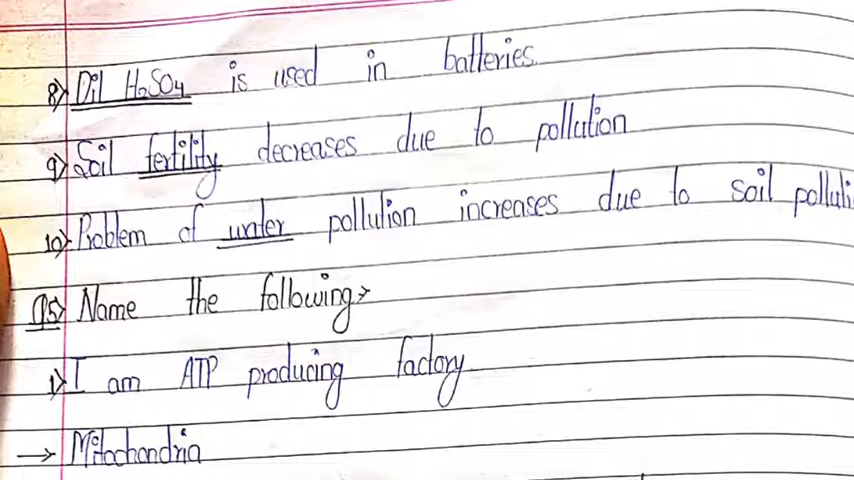 8) Dil H₂SO₄ is used in batteries.
9) Soil fertility decreases due to pollution
10) Problem of water pollution increases due to soil polluti
Q5) Name the following >
1) I am ATP producing factory
→ Mitochondria